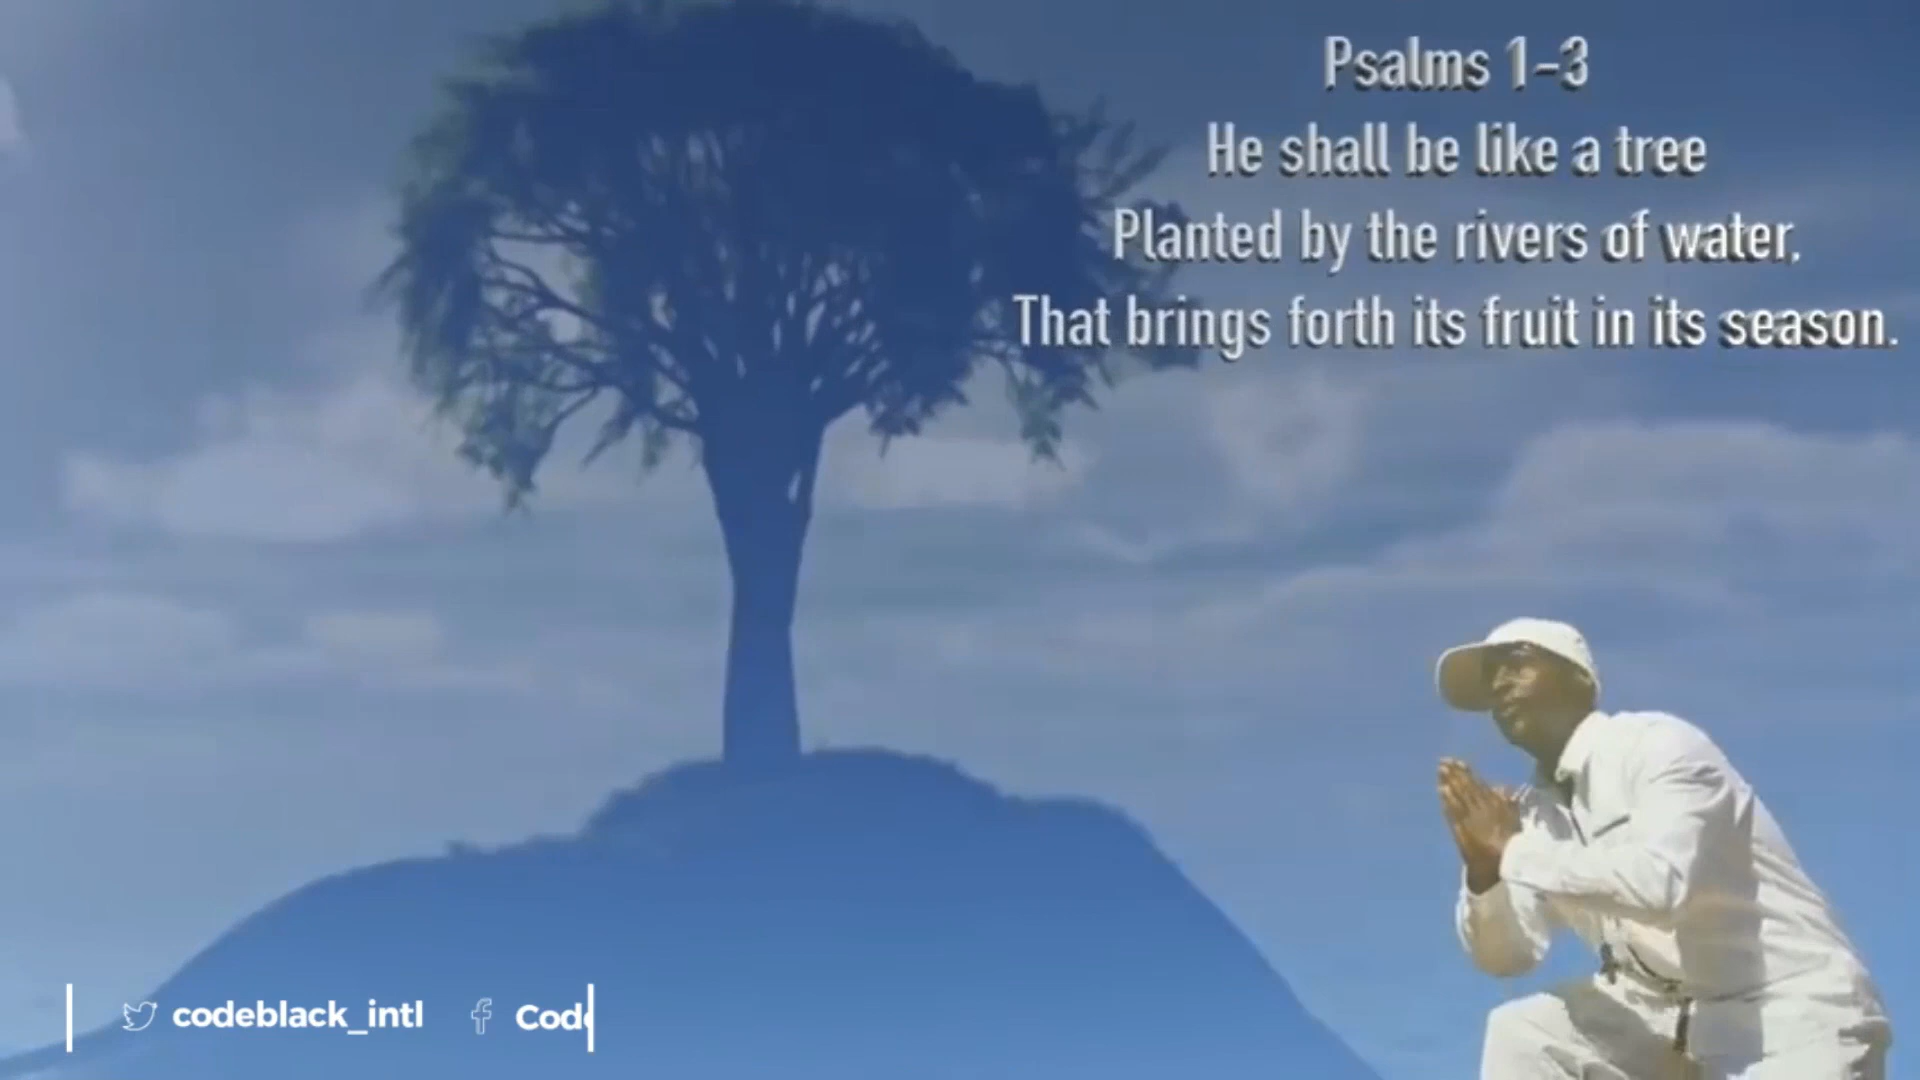 Psalms 1-3
He shall be like a tree
Planted by the rivers of water,
That brings forth its fruit in its season.
codeblack_intl
Cod